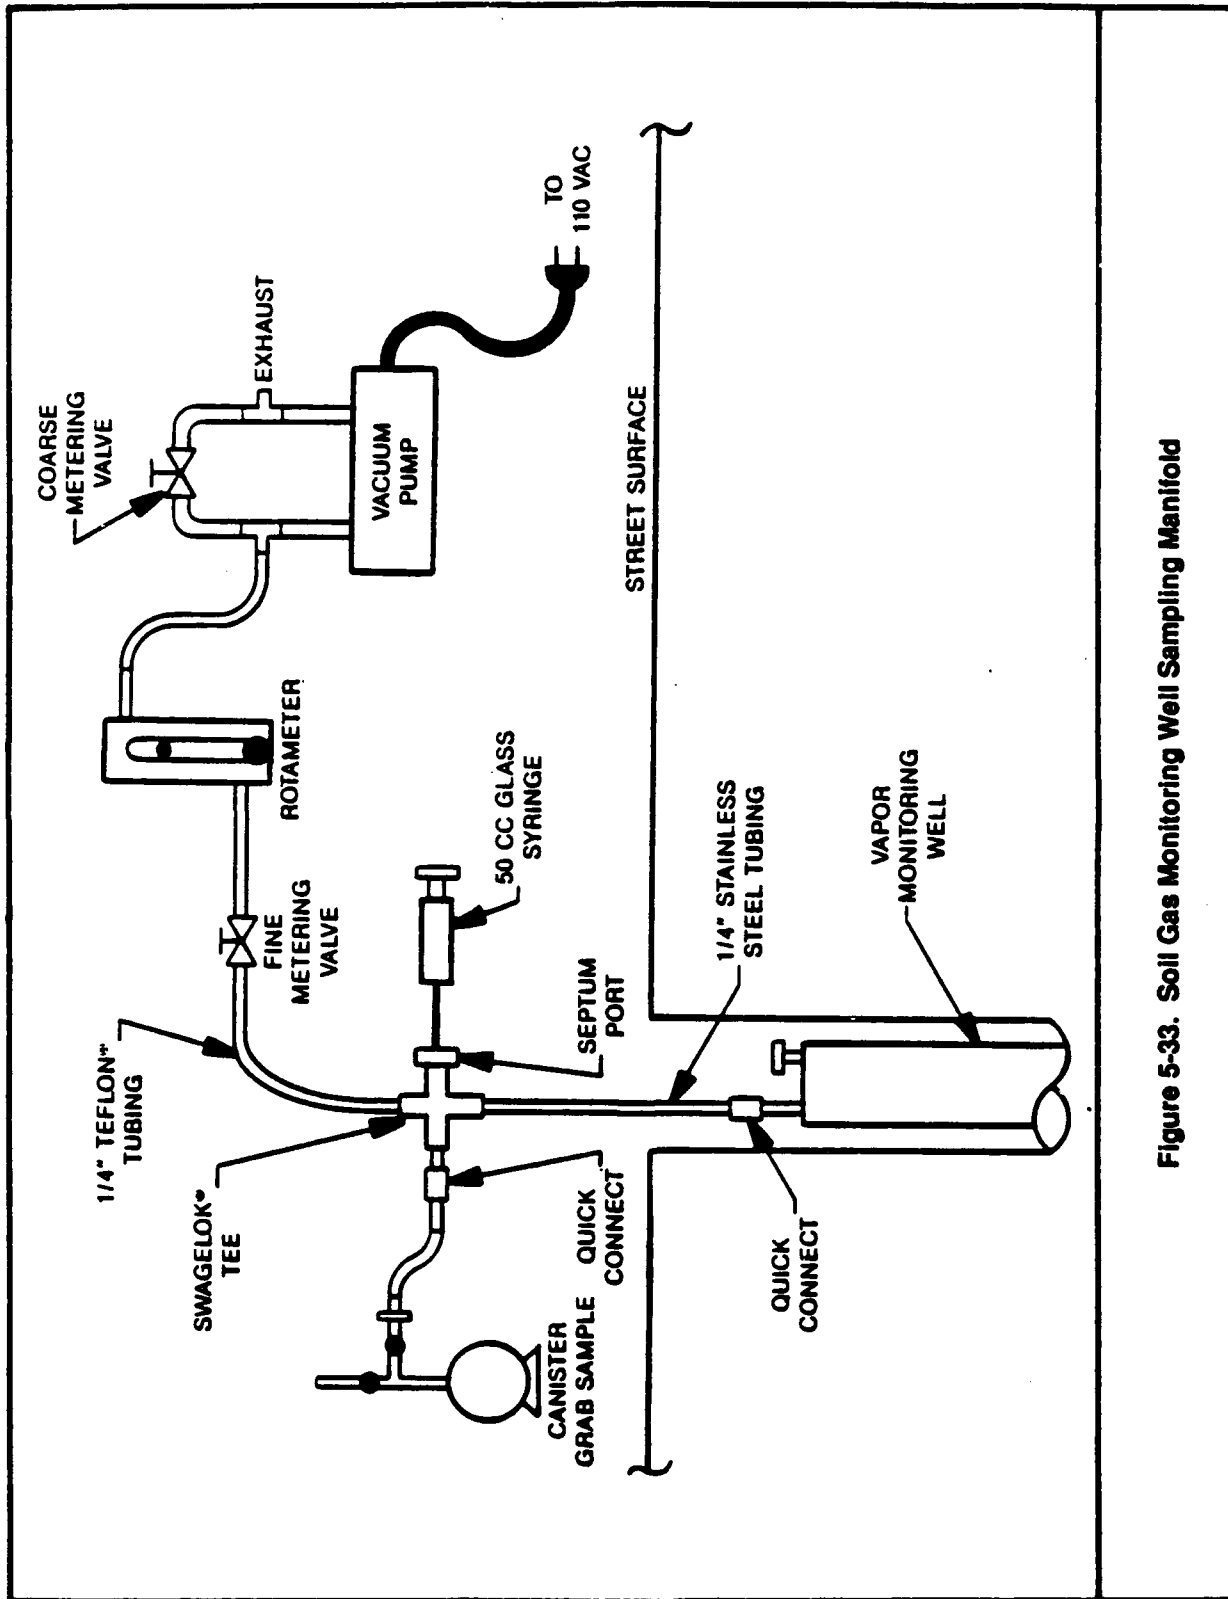 COARSE
METERING
VALVE
EXHAUST
VACUUM
PUMP
TO
110 VAC
ROTAMETER
FINE
METERING
VALVE
1/4" TEFLON®
TUBING
SWAGELOK®
TEE
50 CC GLASS
SYRINGE
SEPTUM
PORT
QUICK
CONNECT
CANISTER
GRAB SAMPLE
STREET SURFACE
1/4" STAINLESS
STEEL TUBING
VAPOR
MONITORING
WELL
QUICK
CONNECT
Figure 5-33. Soil Gas Monitoring Well Sampling Manifold